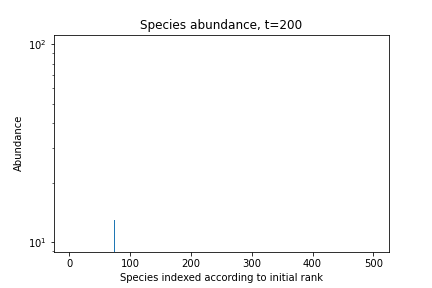 Species abundance, t=200
Abundance
10²
10¹
0 100 200 300 400 500
Species indexed according to initial rank